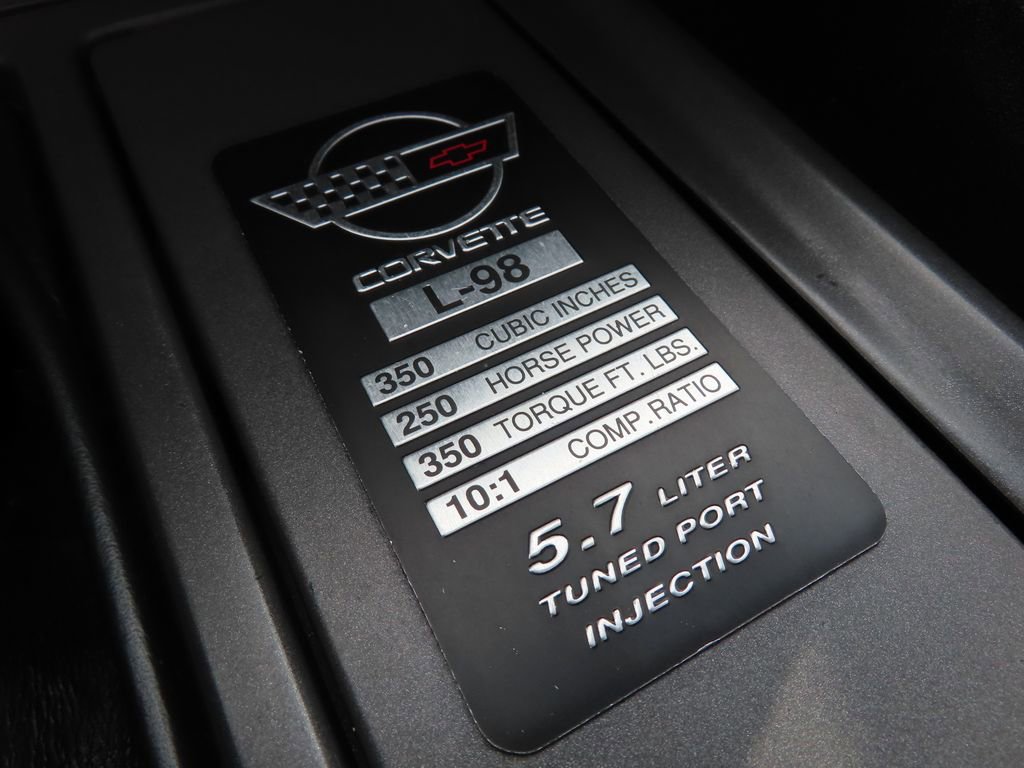 CORVETTE
L-98
350 CUBIC INCHES
250 HORSE POWER
350 TORQUE FT. LBS.
10:1 COMP. RATIO
5.7 LITER
TUNED PORT
INJECTION